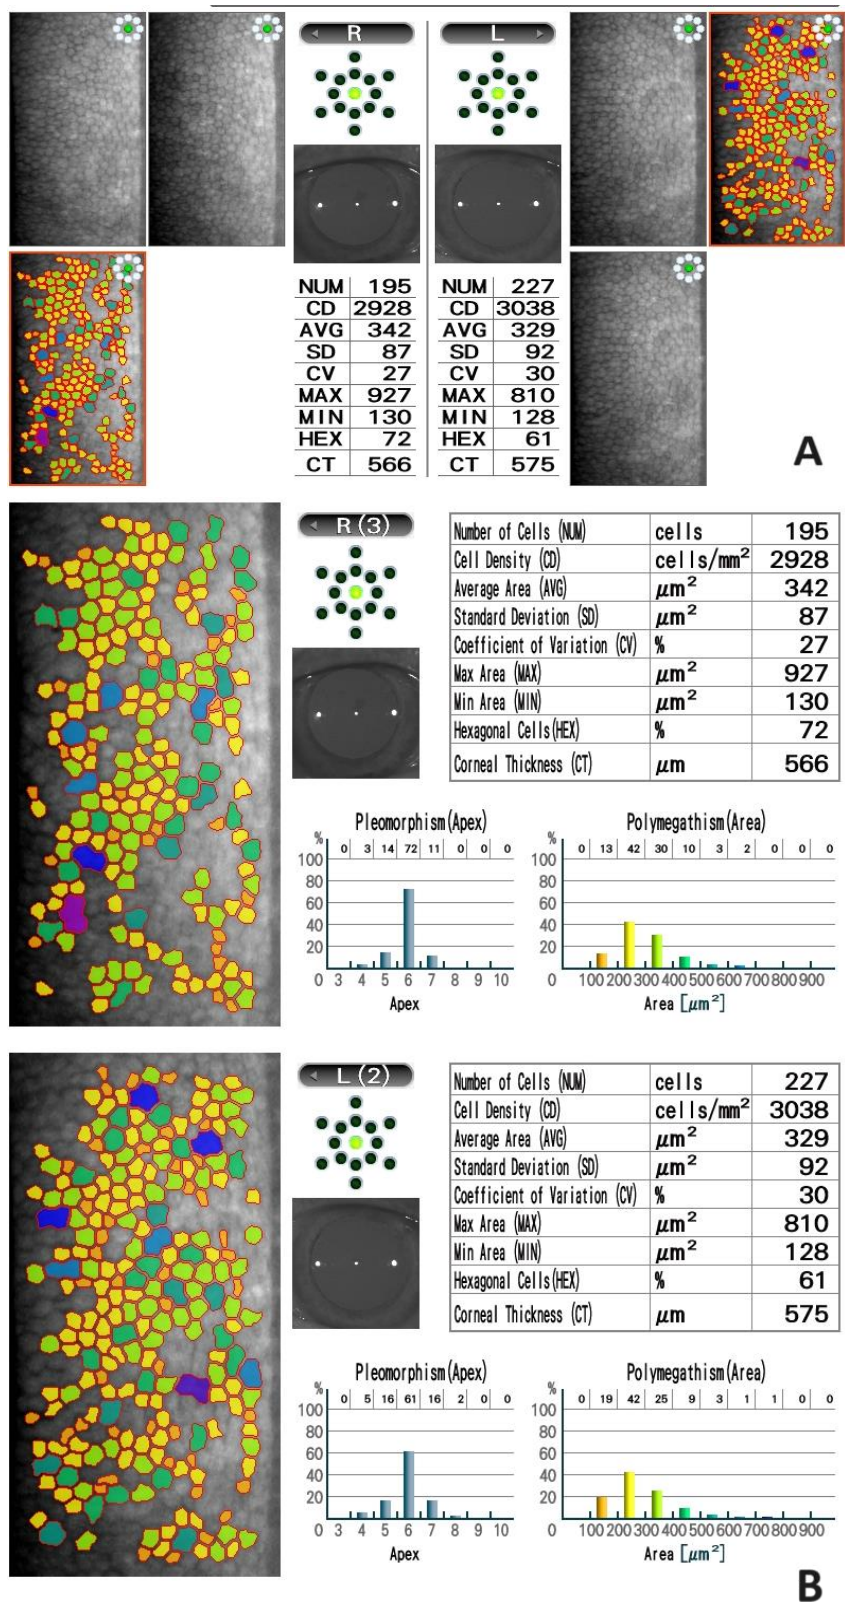 R L
NUM 195 NUM 227
CD 2928 CD 3038
AVG 342 AVG 329
SD 87 SD 92
CV 27 CV 30
MAX 927 MAX 810
MIN 130 MIN 128
HEX 72 HEX 61
CT 566 CT 575
A
R (3)
Number of Cells (NUM) cells 195
Cell Density (CD) cells/mm² 2928
Average Area (AVG) μm² 342
Standard Deviation (SD) μm² 87
Coefficient of Variation (CV) % 27
Max Area (MAX) μm² 927
Min Area (MIN) μm² 130
Hexagonal Cells(HEX) % 72
Corneal Thickness (CT) μm 566
Pleomorphism(Apex) Polymegathism(Area)
% 0 3 14 72 11 0 0 0 % 0 13 42 30 10 3 2 0 0 0
100 100
80 80
60 60
40 40
20 20
0 3 4 5 6 7 8 9 10 0 100 200 300 400 500 600 700 800 900
Apex Area [μm²]
L (2)
Number of Cells (NUM) cells 227
Cell Density (CD) cells/mm² 3038
Average Area (AVG) μm² 329
Standard Deviation (SD) μm² 92
Coefficient of Variation (CV) % 30
Max Area (MAX) μm² 810
Min Area (MIN) μm² 128
Hexagonal Cells(HEX) % 61
Corneal Thickness (CT) μm 575
Pleomorphism(Apex) Polymegathism(Area)
% 0 5 16 61 16 2 0 0 % 0 19 42 25 9 3 1 1 0 0
100 100
80 80
60 60
40 40
20 20
0 3 4 5 6 7 8 9 10 0 100 200 300 400 500 600 700 800 900
Apex Area [μm²]
B